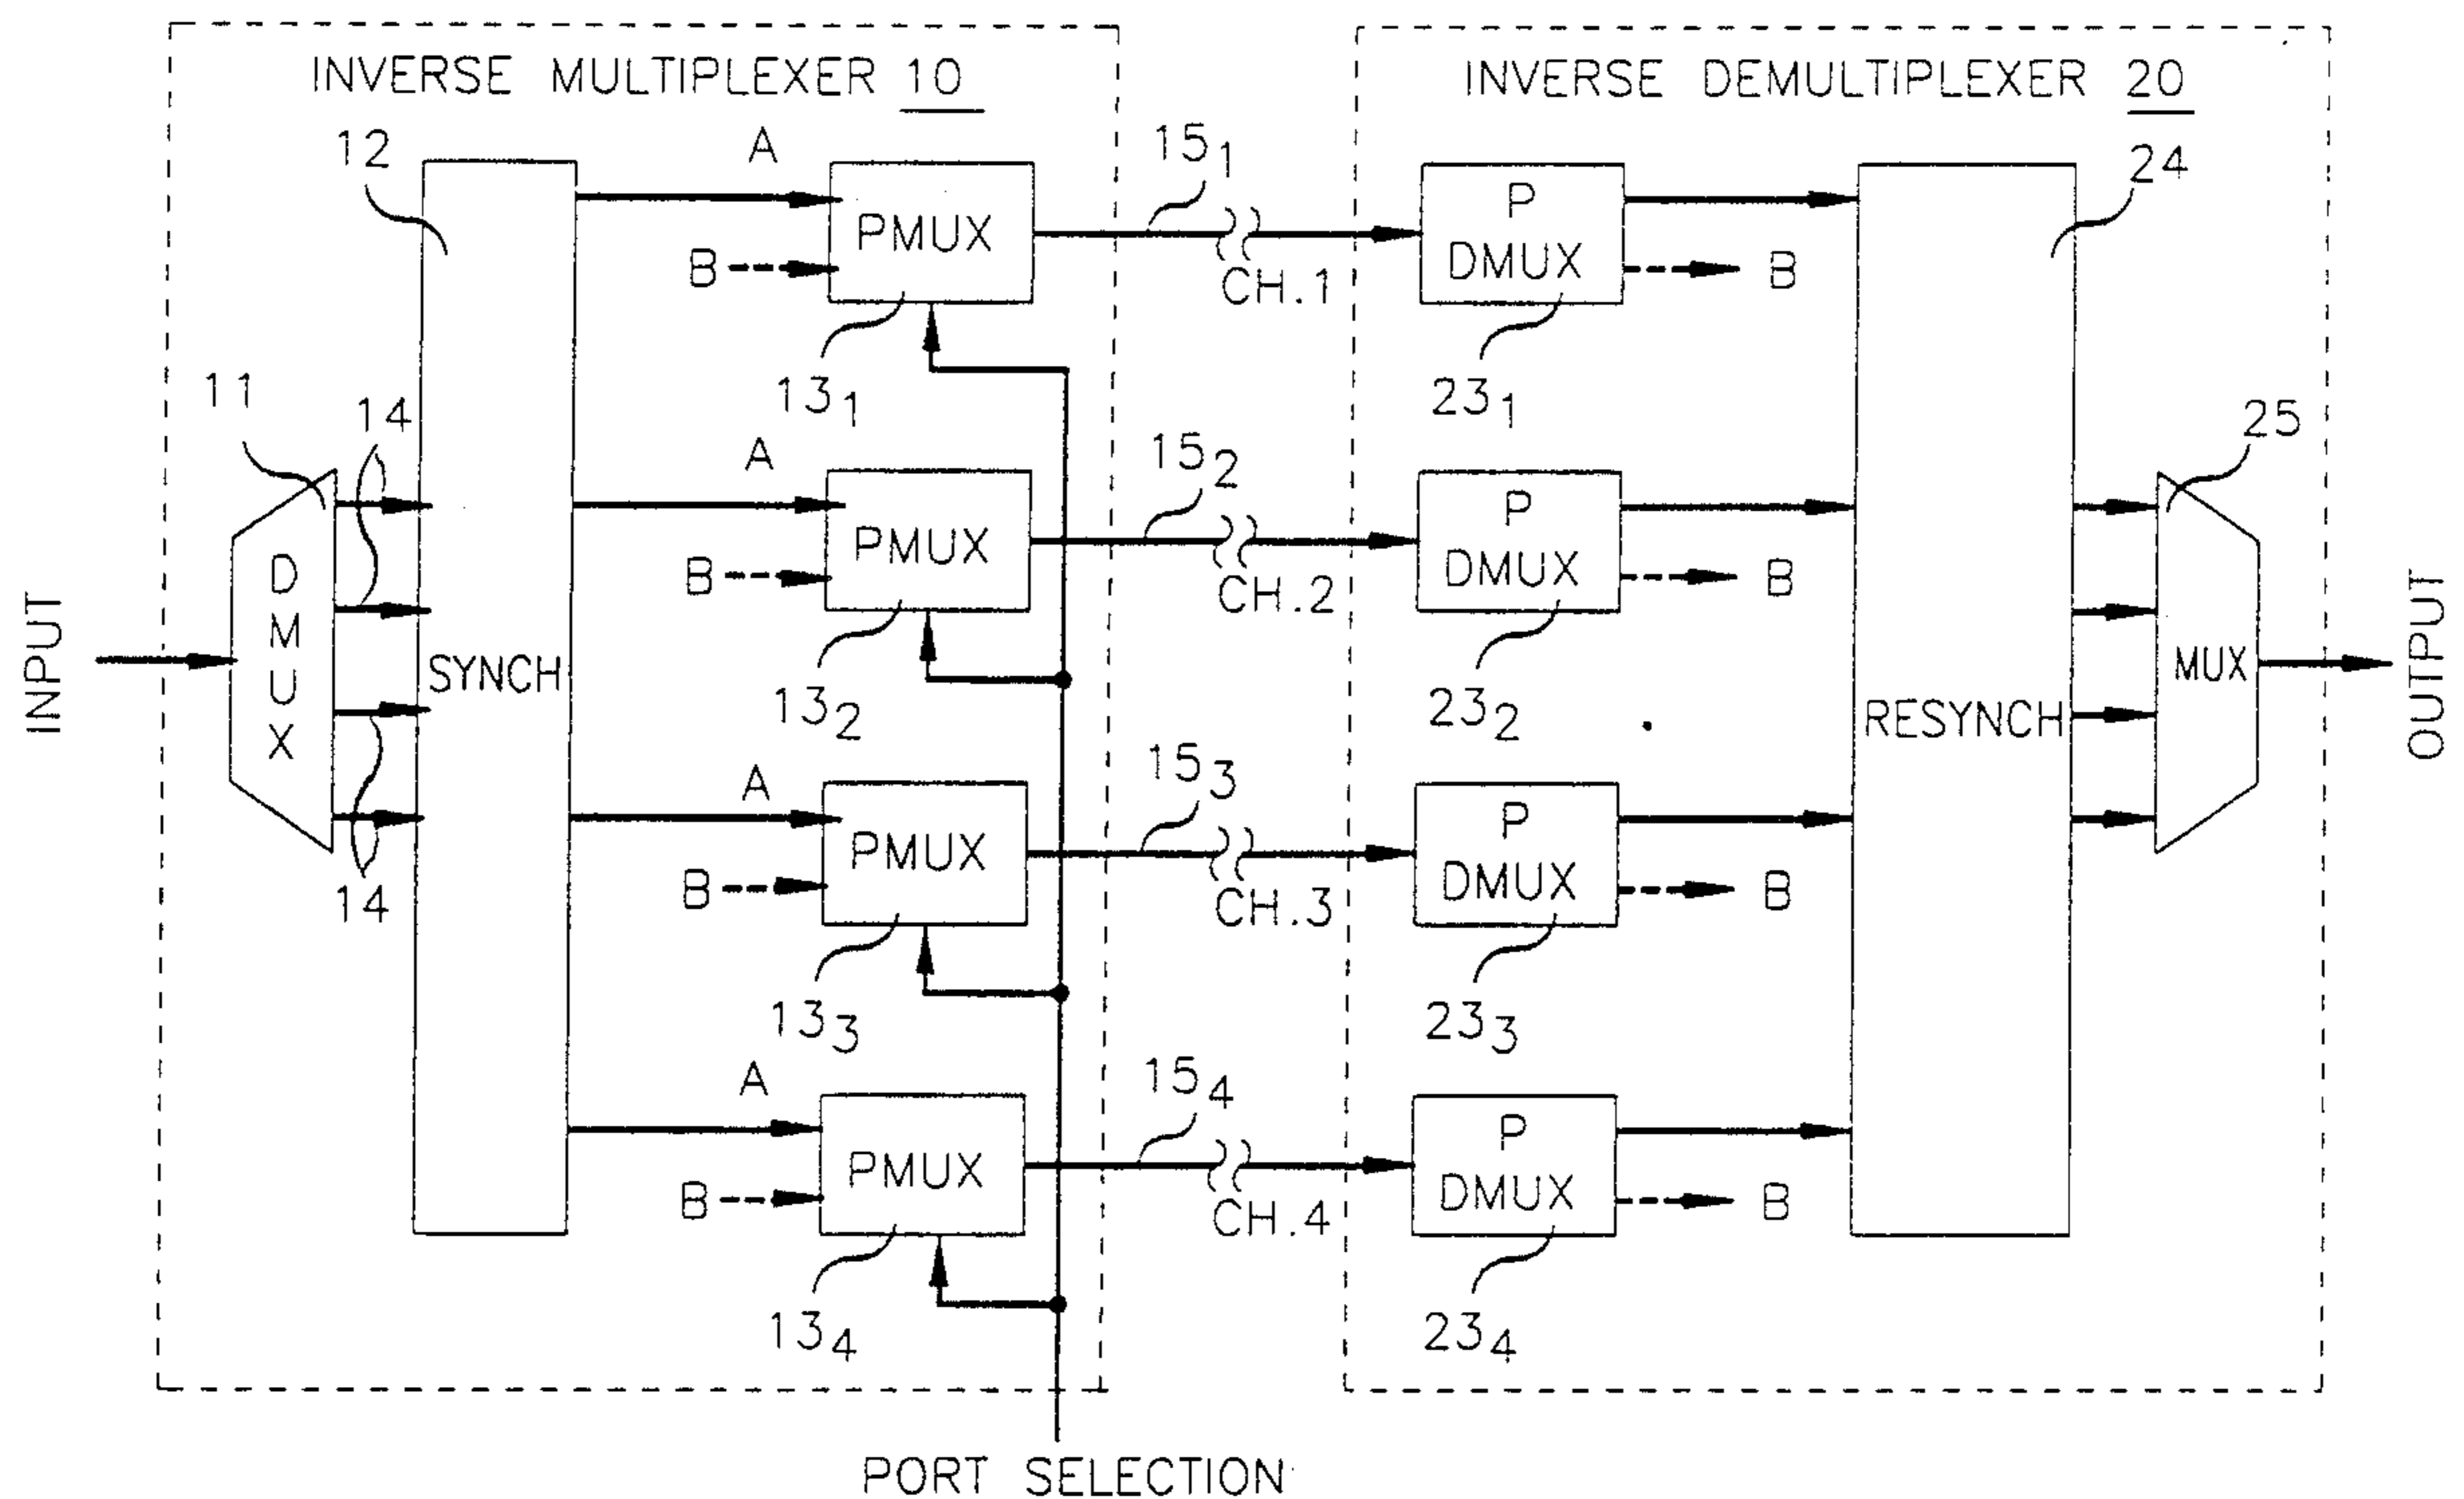 INVERSE MULTIPLEXER 10
INVERSE DEMULTIPLEXER 20
12
A
15₁
24
PMUX
P
DMUX
B
B
CH.1
13₁
23₁
11
14
A
15₂
25
PMUX
P
DMUX
B
B
CH.2
13₂
23₂
INPUT
DMUX
SYNCH
RESYNCH
MUX
OUTPUT
A
15₃
PMUX
P
DMUX
B
B
CH.3
14
13₃
23₃
A
15₄
PMUX
P
DMUX
B
B
CH.4
13₄
23₄
PORT SELECTION